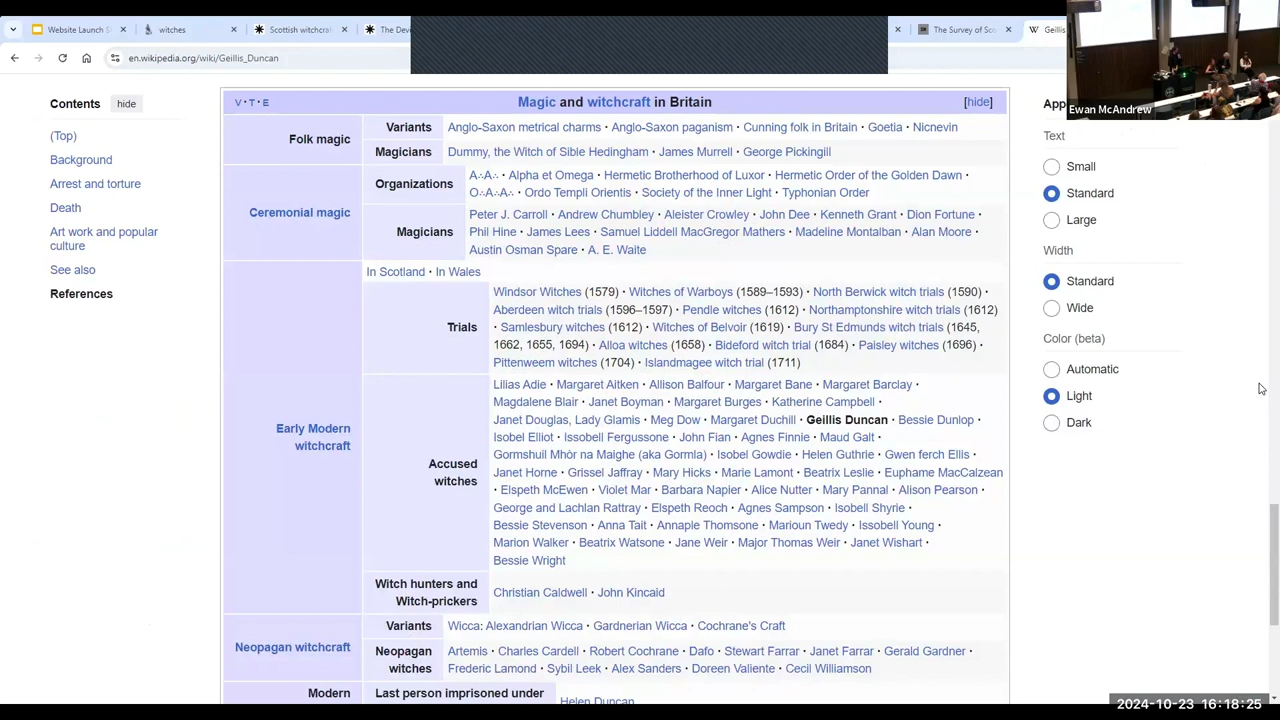 Website Launch S
witches
Scottish witchcraf
The Dev
The Survey of Sco
Geillis
en.wikipedia.org/wiki/Geillis_Duncan
Ewan McAndrew
Contents hide
(Top)
Background
Arrest and torture
Death
Art work and popular
culture
See also
References
V·T·E Magic and witchcraft in Britain [hide]
Folk magic
Variants Anglo-Saxon metrical charms · Anglo-Saxon paganism · Cunning folk in Britain · Goetia · Nicnevin
Magicians Dummy, the Witch of Sible Hedingham · James Murrell · George Pickingill
Ceremonial magic
Organizations
A∴A∴ · Alpha et Omega · Hermetic Brotherhood of Luxor · Hermetic Order of the Golden Dawn ·
O∴A∴A∴ · Ordo Templi Orientis · Society of the Inner Light · Typhonian Order
Magicians
Peter J. Carroll · Andrew Chumbley · Aleister Crowley · John Dee · Kenneth Grant · Dion Fortune ·
Phil Hine · James Lees · Samuel Liddell MacGregor Mathers · Madeline Montalban · Alan Moore ·
Austin Osman Spare · A. E. Waite
Early Modern
witchcraft
In Scotland · In Wales
Trials
Windsor Witches (1579) · Witches of Warboys (1589–1593) · North Berwick witch trials (1590) ·
Aberdeen witch trials (1596–1597) · Pendle witches (1612) · Northamptonshire witch trials (1612)
· Samlesbury witches (1612) · Witches of Belvoir (1619) · Bury St Edmunds witch trials (1645,
1662, 1655, 1694) · Alloa witches (1658) · Bideford witch trial (1684) · Paisley witches (1696) ·
Pittenweem witches (1704) · Islandmagee witch trial (1711)
Accused
witches
Lilias Adie · Margaret Aitken · Allison Balfour · Margaret Bane · Margaret Barclay ·
Magdalene Blair · Janet Boyman · Margaret Burges · Katherine Campbell ·
Janet Douglas, Lady Glamis · Meg Dow · Margaret Duchill · Geillis Duncan · Bessie Dunlop ·
Isobel Elliot · Issobell Fergussone · John Fian · Agnes Finnie · Maud Galt ·
Gormshuil Mhòr na Maighe (aka Gormla) · Isobel Gowdie · Helen Guthrie · Gwen ferch Ellis ·
Janet Horne · Grissel Jaffray · Mary Hicks · Marie Lamont · Beatrix Leslie · Euphame MacCalzean
· Elspeth McEwen · Violet Mar · Barbara Napier · Alice Nutter · Mary Pannal · Alison Pearson ·
George and Lachlan Rattray · Elspeth Reoch · Agnes Sampson · Isobell Shyrie ·
Bessie Stevenson · Anna Tait · Annaple Thomsone · Marioun Twedy · Issobell Young ·
Marion Walker · Beatrix Watsone · Jane Weir · Major Thomas Weir · Janet Wishart ·
Bessie Wright
Witch hunters and
Witch-prickers
Christian Caldwell · John Kincaid
Neopagan witchcraft
Variants Wicca: Alexandrian Wicca · Gardnerian Wicca · Cochrane's Craft
Neopagan
witches
Artemis · Charles Cardell · Robert Cochrane · Dafo · Stewart Farrar · Janet Farrar · Gerald Gardner ·
Frederic Lamond · Sybil Leek · Alex Sanders · Doreen Valiente · Cecil Williamson
Modern
Last person imprisoned under
Helen Duncan
App
Text
Small
Standard
Large
Width
Standard
Wide
Color (beta)
Automatic
Light
Dark
2024-10-23 16:18:25